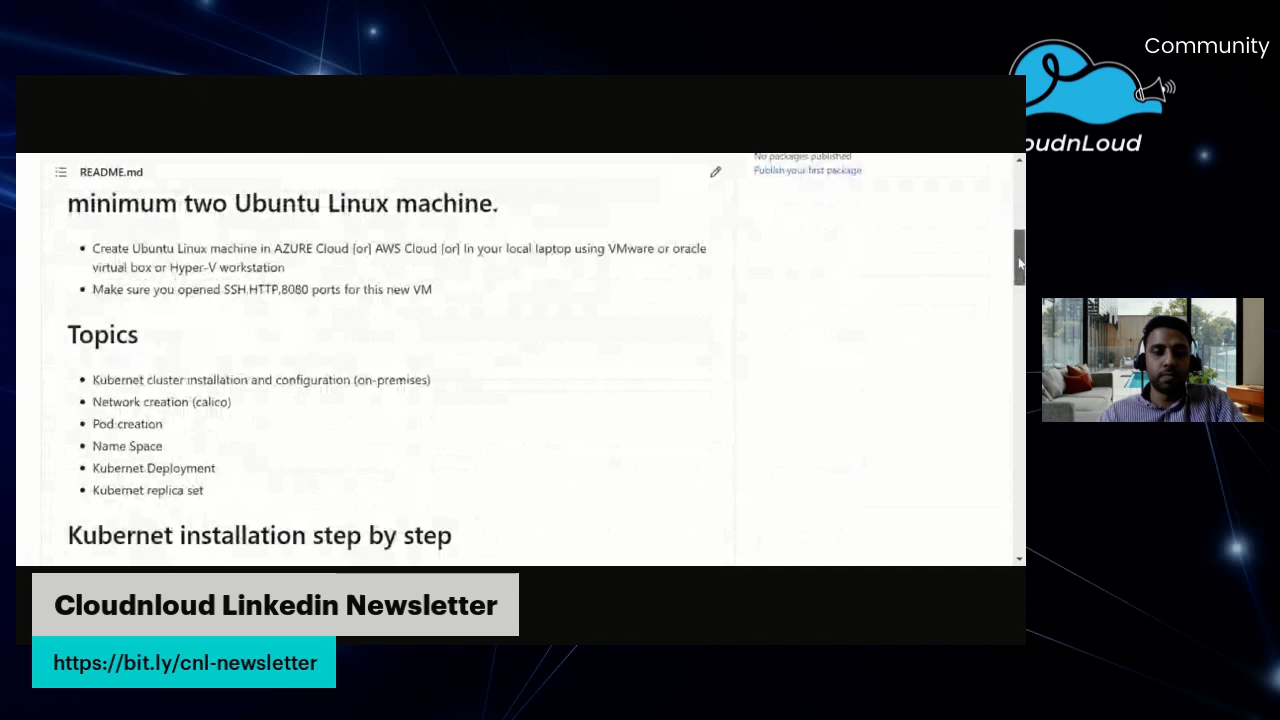 Community
oudnLoud
No packages published
Publish your first package
README.md
minimum two Ubuntu Linux machine.
Create Ubuntu Linux machine in AZURE Cloud [or] AWS Cloud [or] In your local laptop using VMware or oracle
virtual box or Hyper-V workstation
Make sure you opened SSH,HTTP,8080 ports for this new VM
Topics
Kubernet cluster installation and configuration (on-premises)
Network creation (calico)
Pod creation
Name Space
Kubernet Deployment
Kubernet replica set
Kubernet installation step by step
Cloudnloud Linkedin Newsletter
https://bit.ly/cnl-newsletter